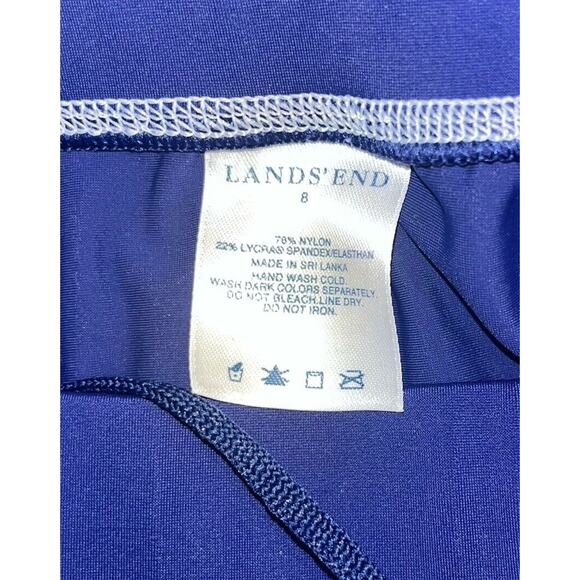 LANDS' END
8
78% NYLON
22% LYCRA® SPANDEX/ELASTHAN
MADE IN SRI LANKA
HAND WASH COLD.
WASH DARK COLORS SEPARATELY.
DO NOT BLEACH.LINE DRY.
DO NOT IRON.